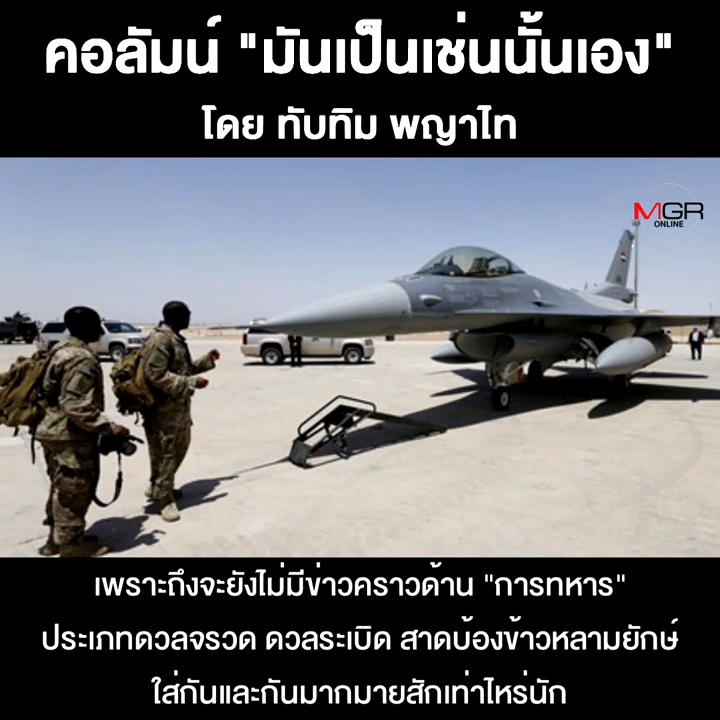 คอลัมน์ "มันเป็นเช่นนั้นเอง"
โดย ทับทิม พญาไท
MGR
ONLINE
เพราะถึงจะยังไม่มีข่าวคราวด้าน "การทหาร"
ประเภทดวลจรวด ดวลระเบิด สาดบ้องข้าวหลามยักษ์
ใส่กันและกันมากมายสักเท่าไหร่นัก